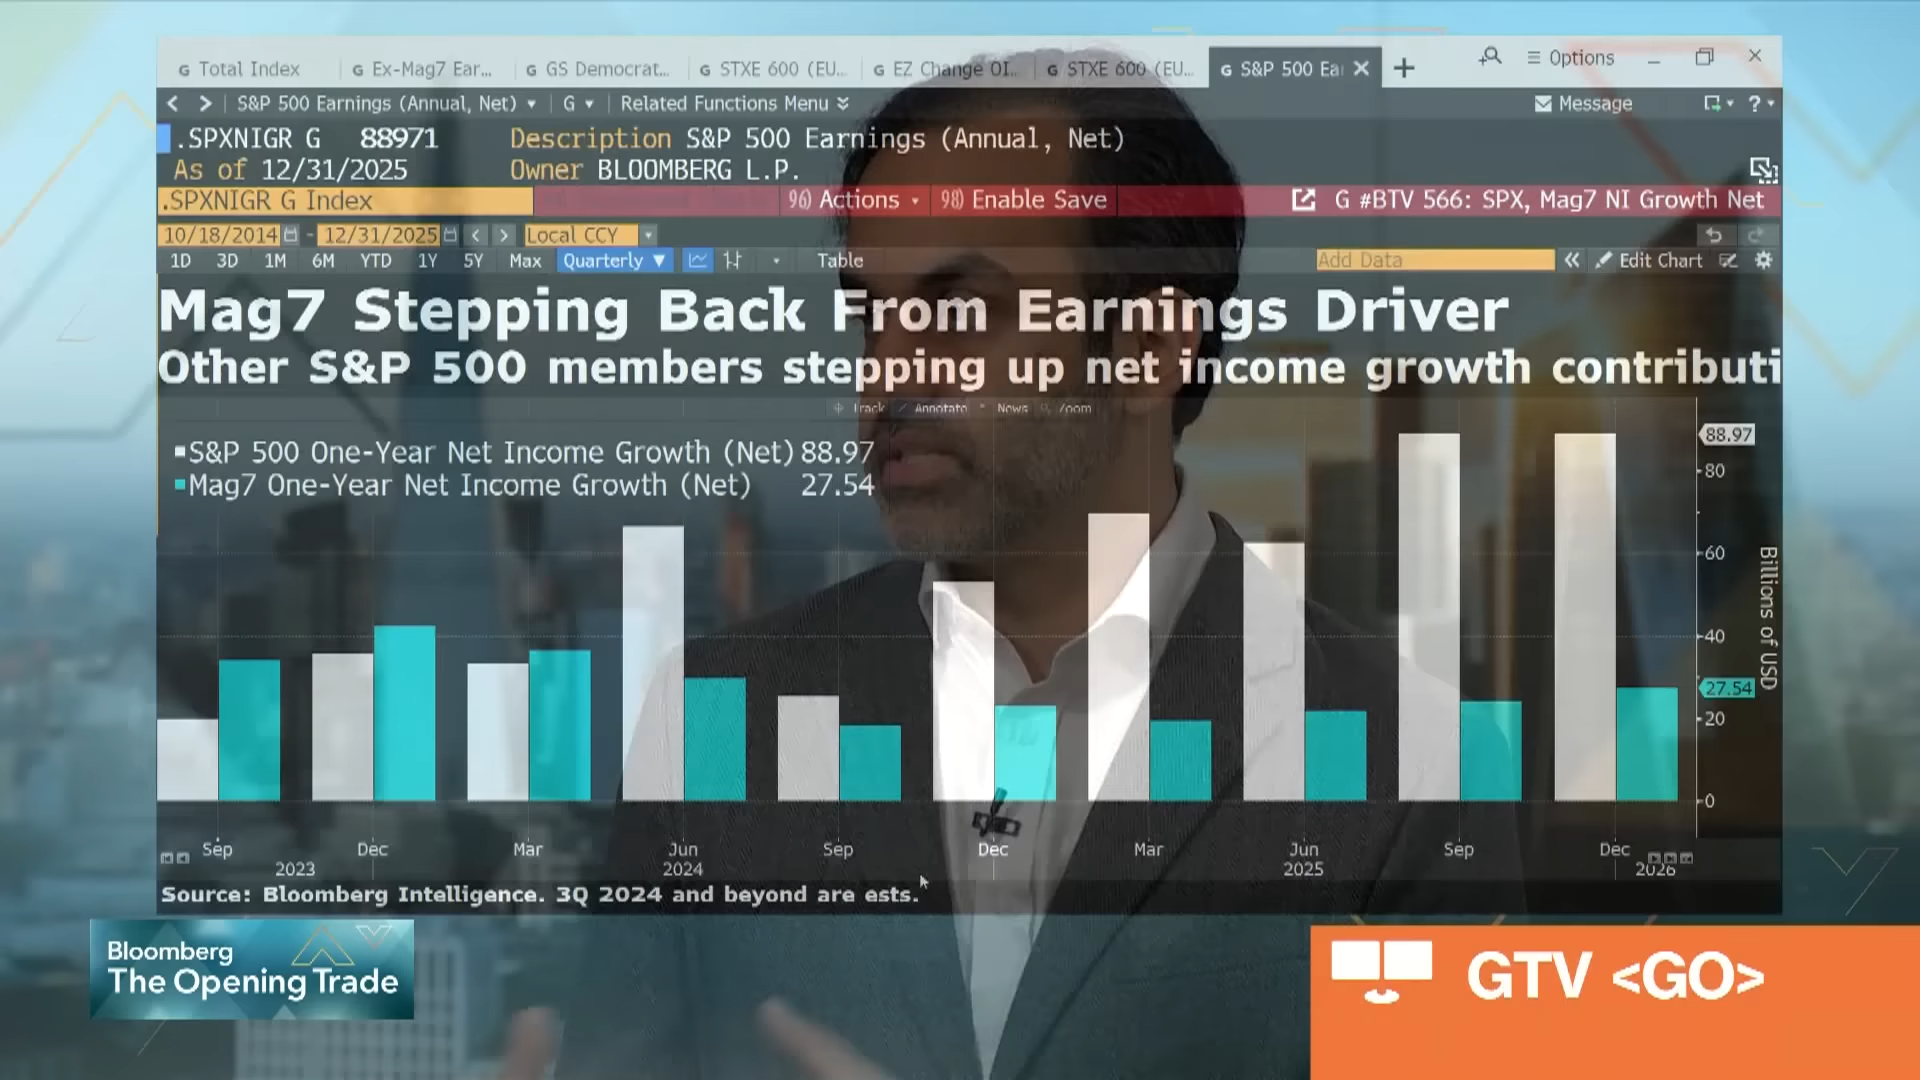 G Total Index
G Ex-Mag7 Ear...
G GS Democrat...
G STXE 600 (EU...
G EZ Change OI...
G STXE 600 (EU...
G S&P 500 Ea
Options
S&P 500 Earnings (Annual, Net)
G
Related Functions Menu
Message
?
.SPXNIGR G 88971 Description S&P 500 Earnings (Annual, Net)
As of 12/31/2025 Owner BLOOMBERG L.P.
.SPXNIGR G Index
96) Actions
98) Enable Save
G #BTV 566: SPX, Mag7 NI Growth Net
10/18/2014 - 12/31/2025
Local CCY
1D 3D 1M 6M YTD 1Y 5Y Max Quarterly Table
Add Data
Edit Chart
Mag7 Stepping Back From Earnings Driver
Other S&P 500 members stepping up net income growth contributi
Track Annotate News Zoom
S&P 500 One-Year Net Income Growth (Net) 88.97
Mag7 One-Year Net Income Growth (Net) 27.54
88.97
80
60
40
27.54
20
0
Billions of USD
Sep Dec Mar Jun Sep Dec Mar Jun Sep Dec
2023 2024 2025 2026
Source: Bloomberg Intelligence. 3Q 2024 and beyond are ests.
Bloomberg
The Opening Trade
GTV <GO>